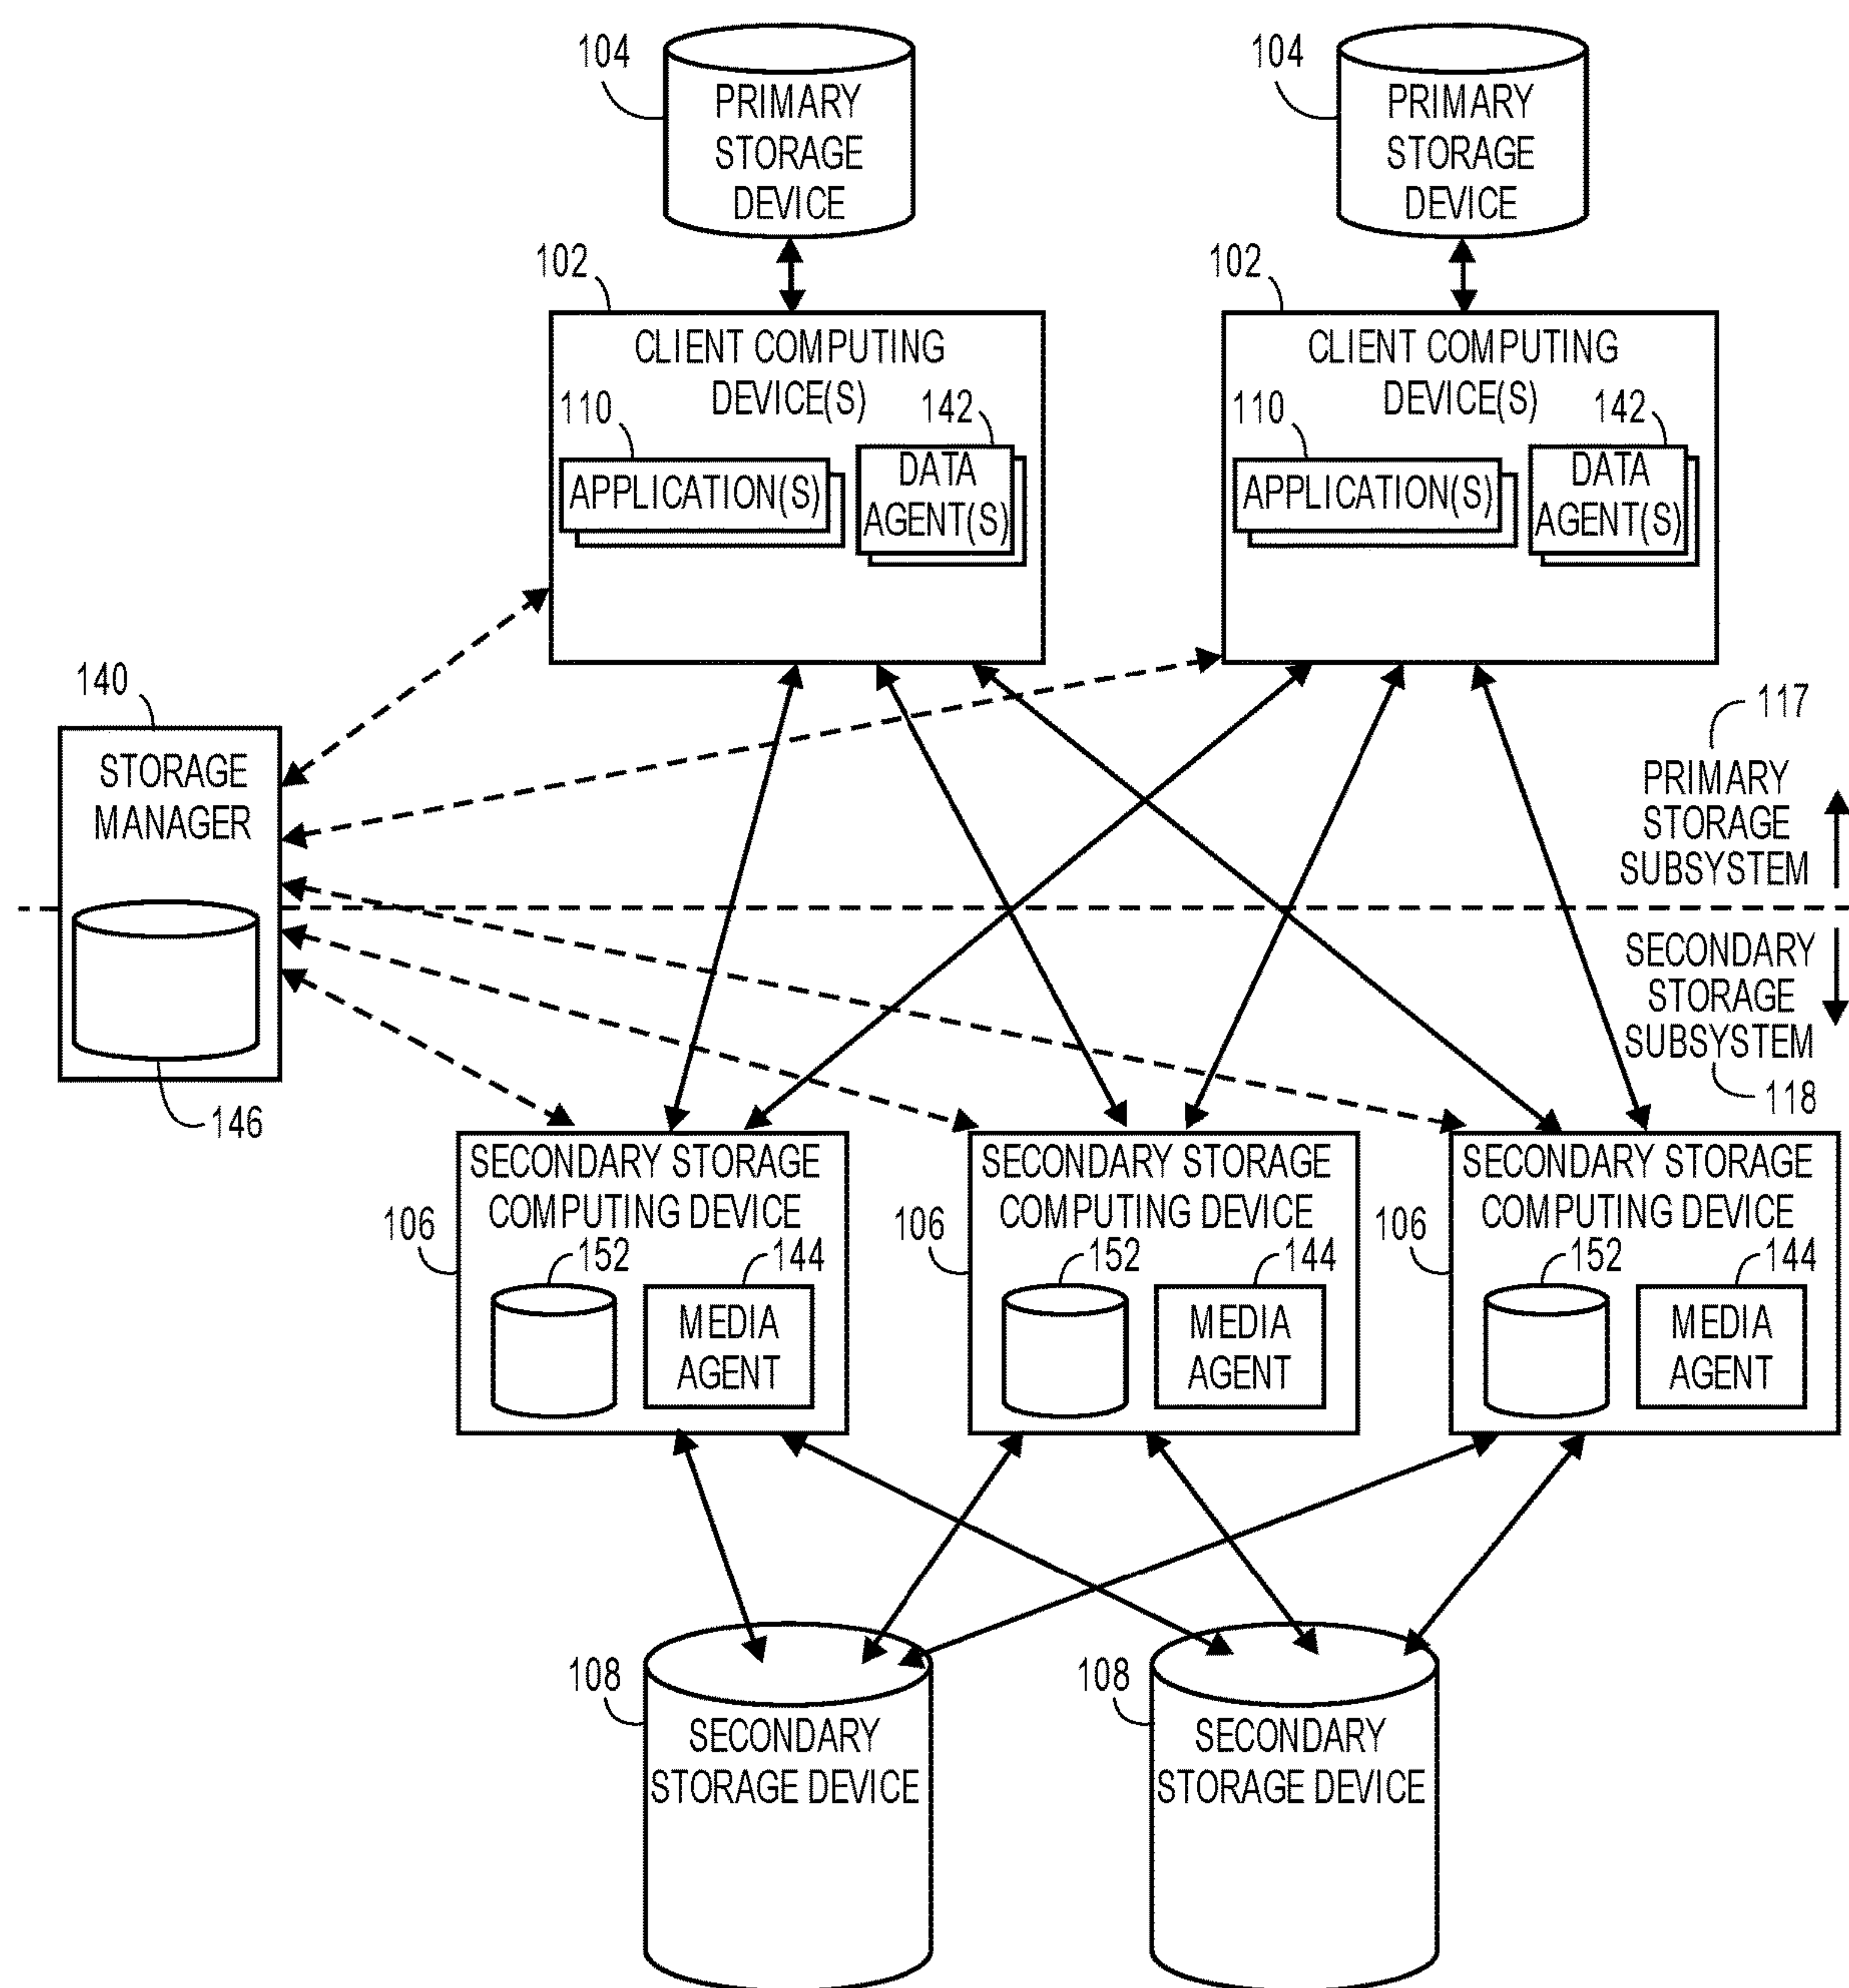 104
PRIMARY
STORAGE
DEVICE
104
PRIMARY
STORAGE
DEVICE
102
CLIENT COMPUTING
DEVICE(S)
110
142
APPLICATION(S)
DATA
AGENT(S)
102
CLIENT COMPUTING
DEVICE(S)
110
142
APPLICATION(S)
DATA
AGENT(S)
140
STORAGE
MANAGER
146
117
PRIMARY
STORAGE
SUBSYSTEM
SECONDARY
STORAGE
SUBSYSTEM
118
SECONDARY STORAGE
COMPUTING DEVICE
106
152
144
MEDIA
AGENT
SECONDARY STORAGE
COMPUTING DEVICE
106
152
144
MEDIA
AGENT
SECONDARY STORAGE
COMPUTING DEVICE
106
152
144
MEDIA
AGENT
108
SECONDARY
STORAGE DEVICE
108
SECONDARY
STORAGE DEVICE